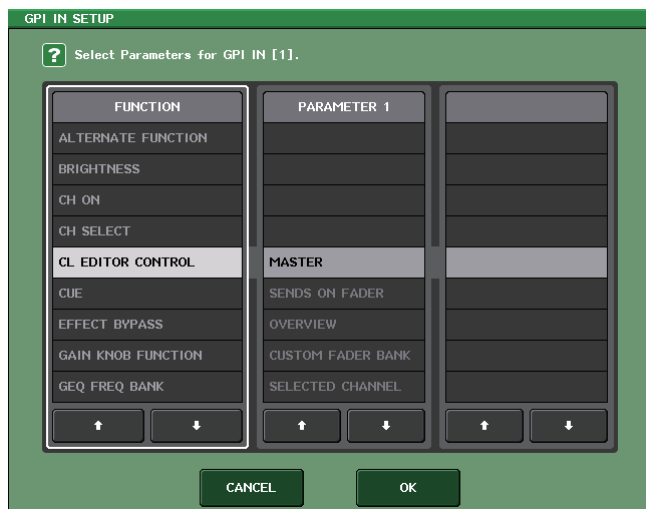 GPI IN SETUP
? Select Parameters for GPI IN [1].
FUNCTION
ALTERNATE FUNCTION
BRIGHTNESS
CH ON
CH SELECT
CL EDITOR CONTROL
CUE
EFFECT BYPASS
GAIN KNOB FUNCTION
GEQ FREQ BANK
PARAMETER 1
MASTER
SENDS ON FADER
OVERVIEW
CUSTOM FADER BANK
SELECTED CHANNEL
CANCEL
OK